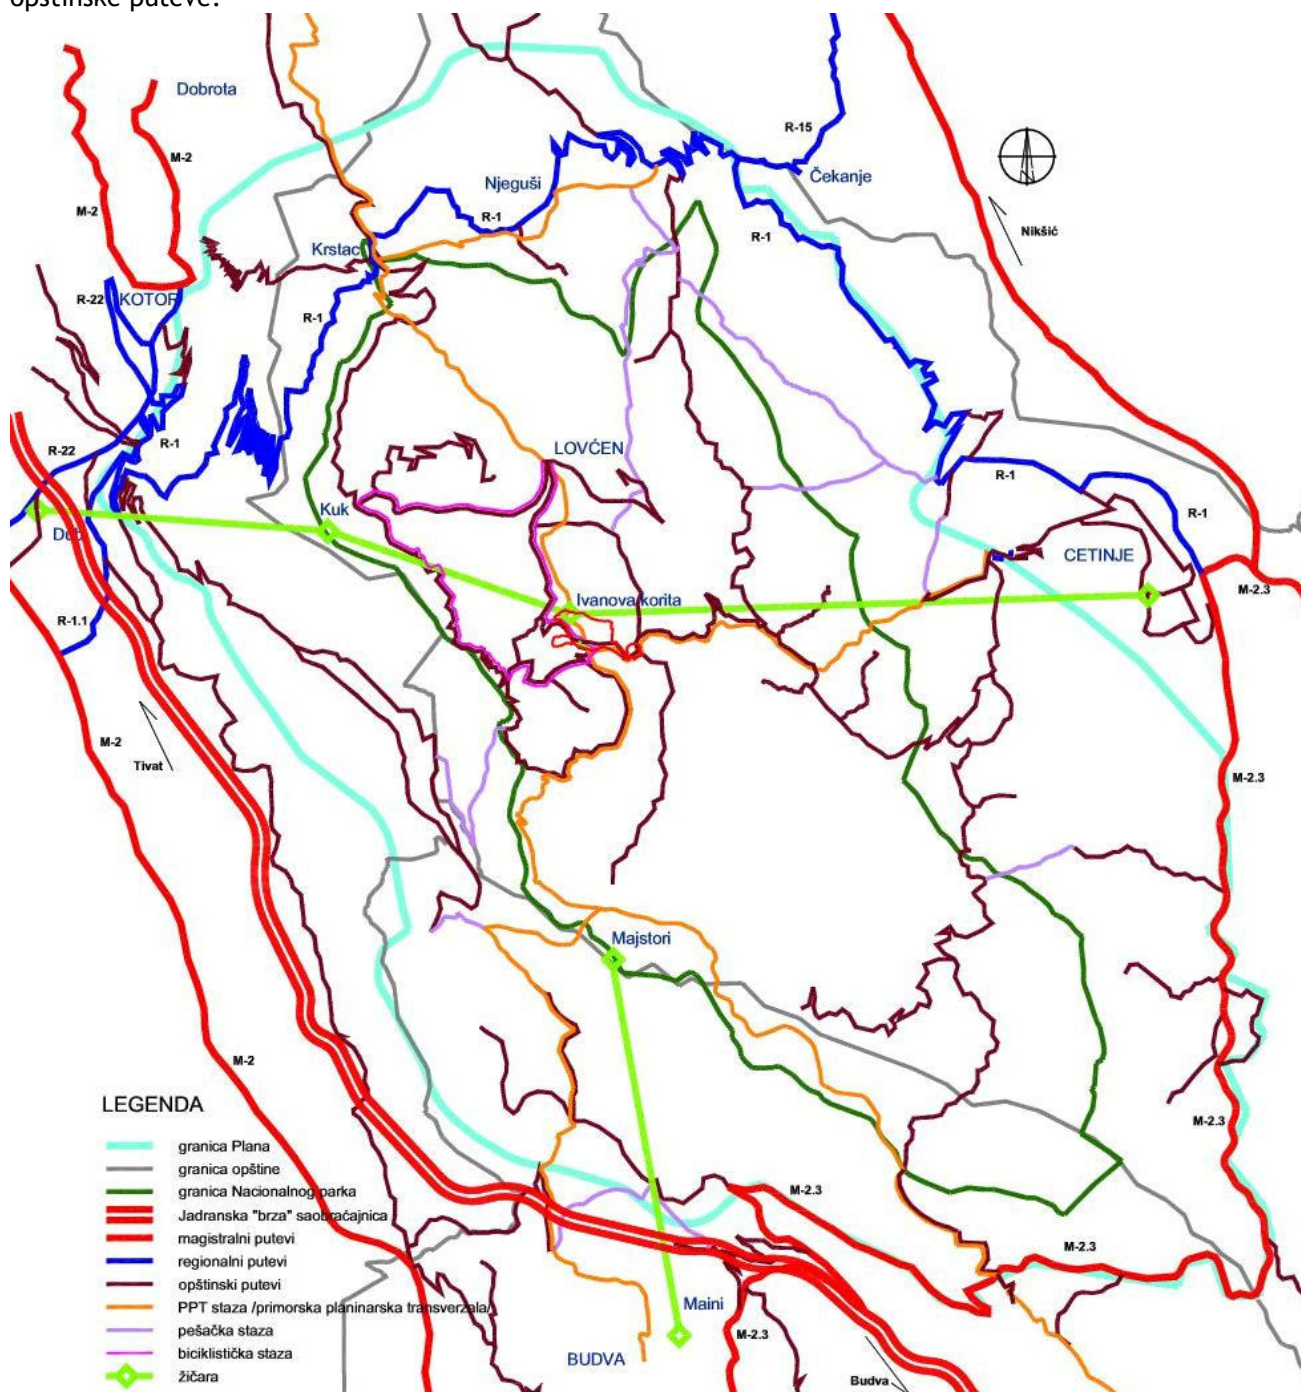 opštinske puteve.
Dobrota
R-15
M-2
Čekanje
Njeguši
M-2
R-1
R-1
Nikšić
Krstac
R-22
KOTOR
R-1
R-1
R-22
LOVĆEN
R-1
Kuk
R-1
Dub
CETINJE
M-2.3
Ivanova korita
R-1.1
M-2
Tivat
M-2.3
Majstori
M-2
LEGENDA
M-2.3
granica Plana
granica opštine
granica Nacionalnog parka
M-2.3
Jadranska "brza" saobraćajnica
magistralni putevi
M-2.3
regionalni putevi
opštinski putevi
PPT staza /primorska planinarska transverzala/
Maini
pešačka staza
M-2.3
biciklistička staza
BUDVA
žičara
Budva